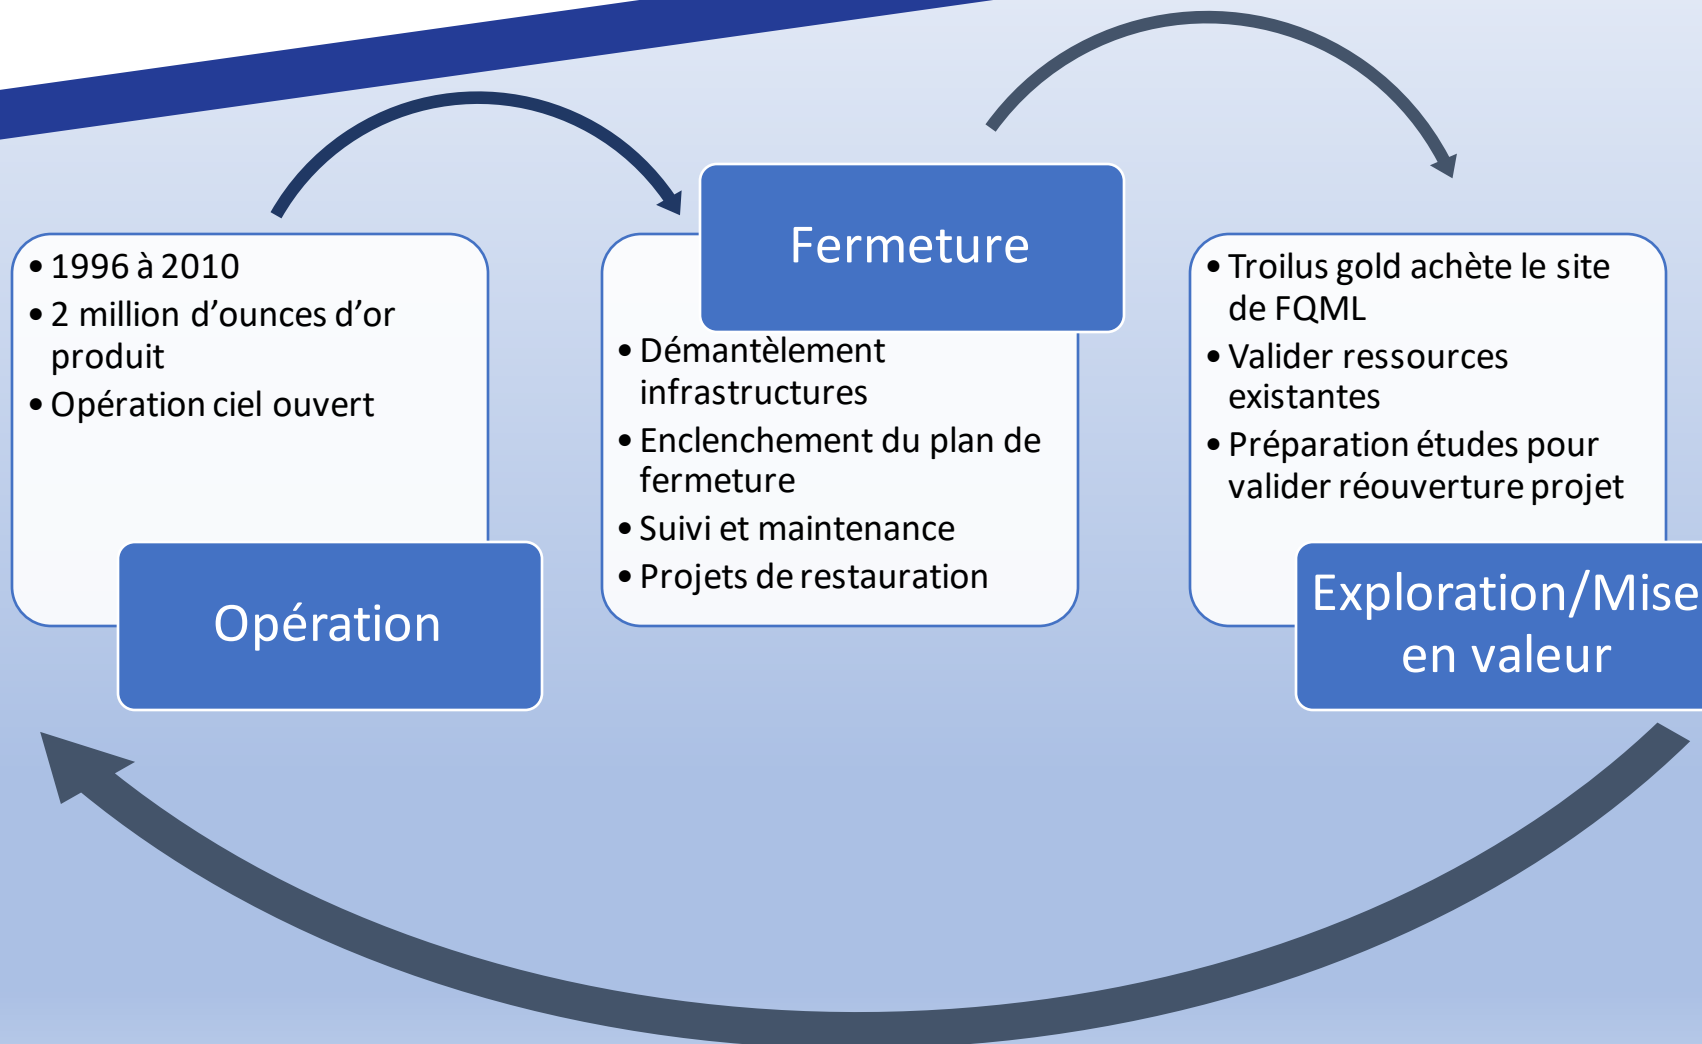 • 1996 à 2010
• 2 million d’ounces d’or
produit
• Opération ciel ouvert
Opération
Fermeture
• Démantèlement
infrastructures
• Enclenchement du plan de
fermeture
• Suivi et maintenance
• Projets de restauration
• Troilus gold achète le site
de FQML
• Valider ressources
existantes
• Préparation études pour
valider réouverture projet
Exploration/Mise
en valeur